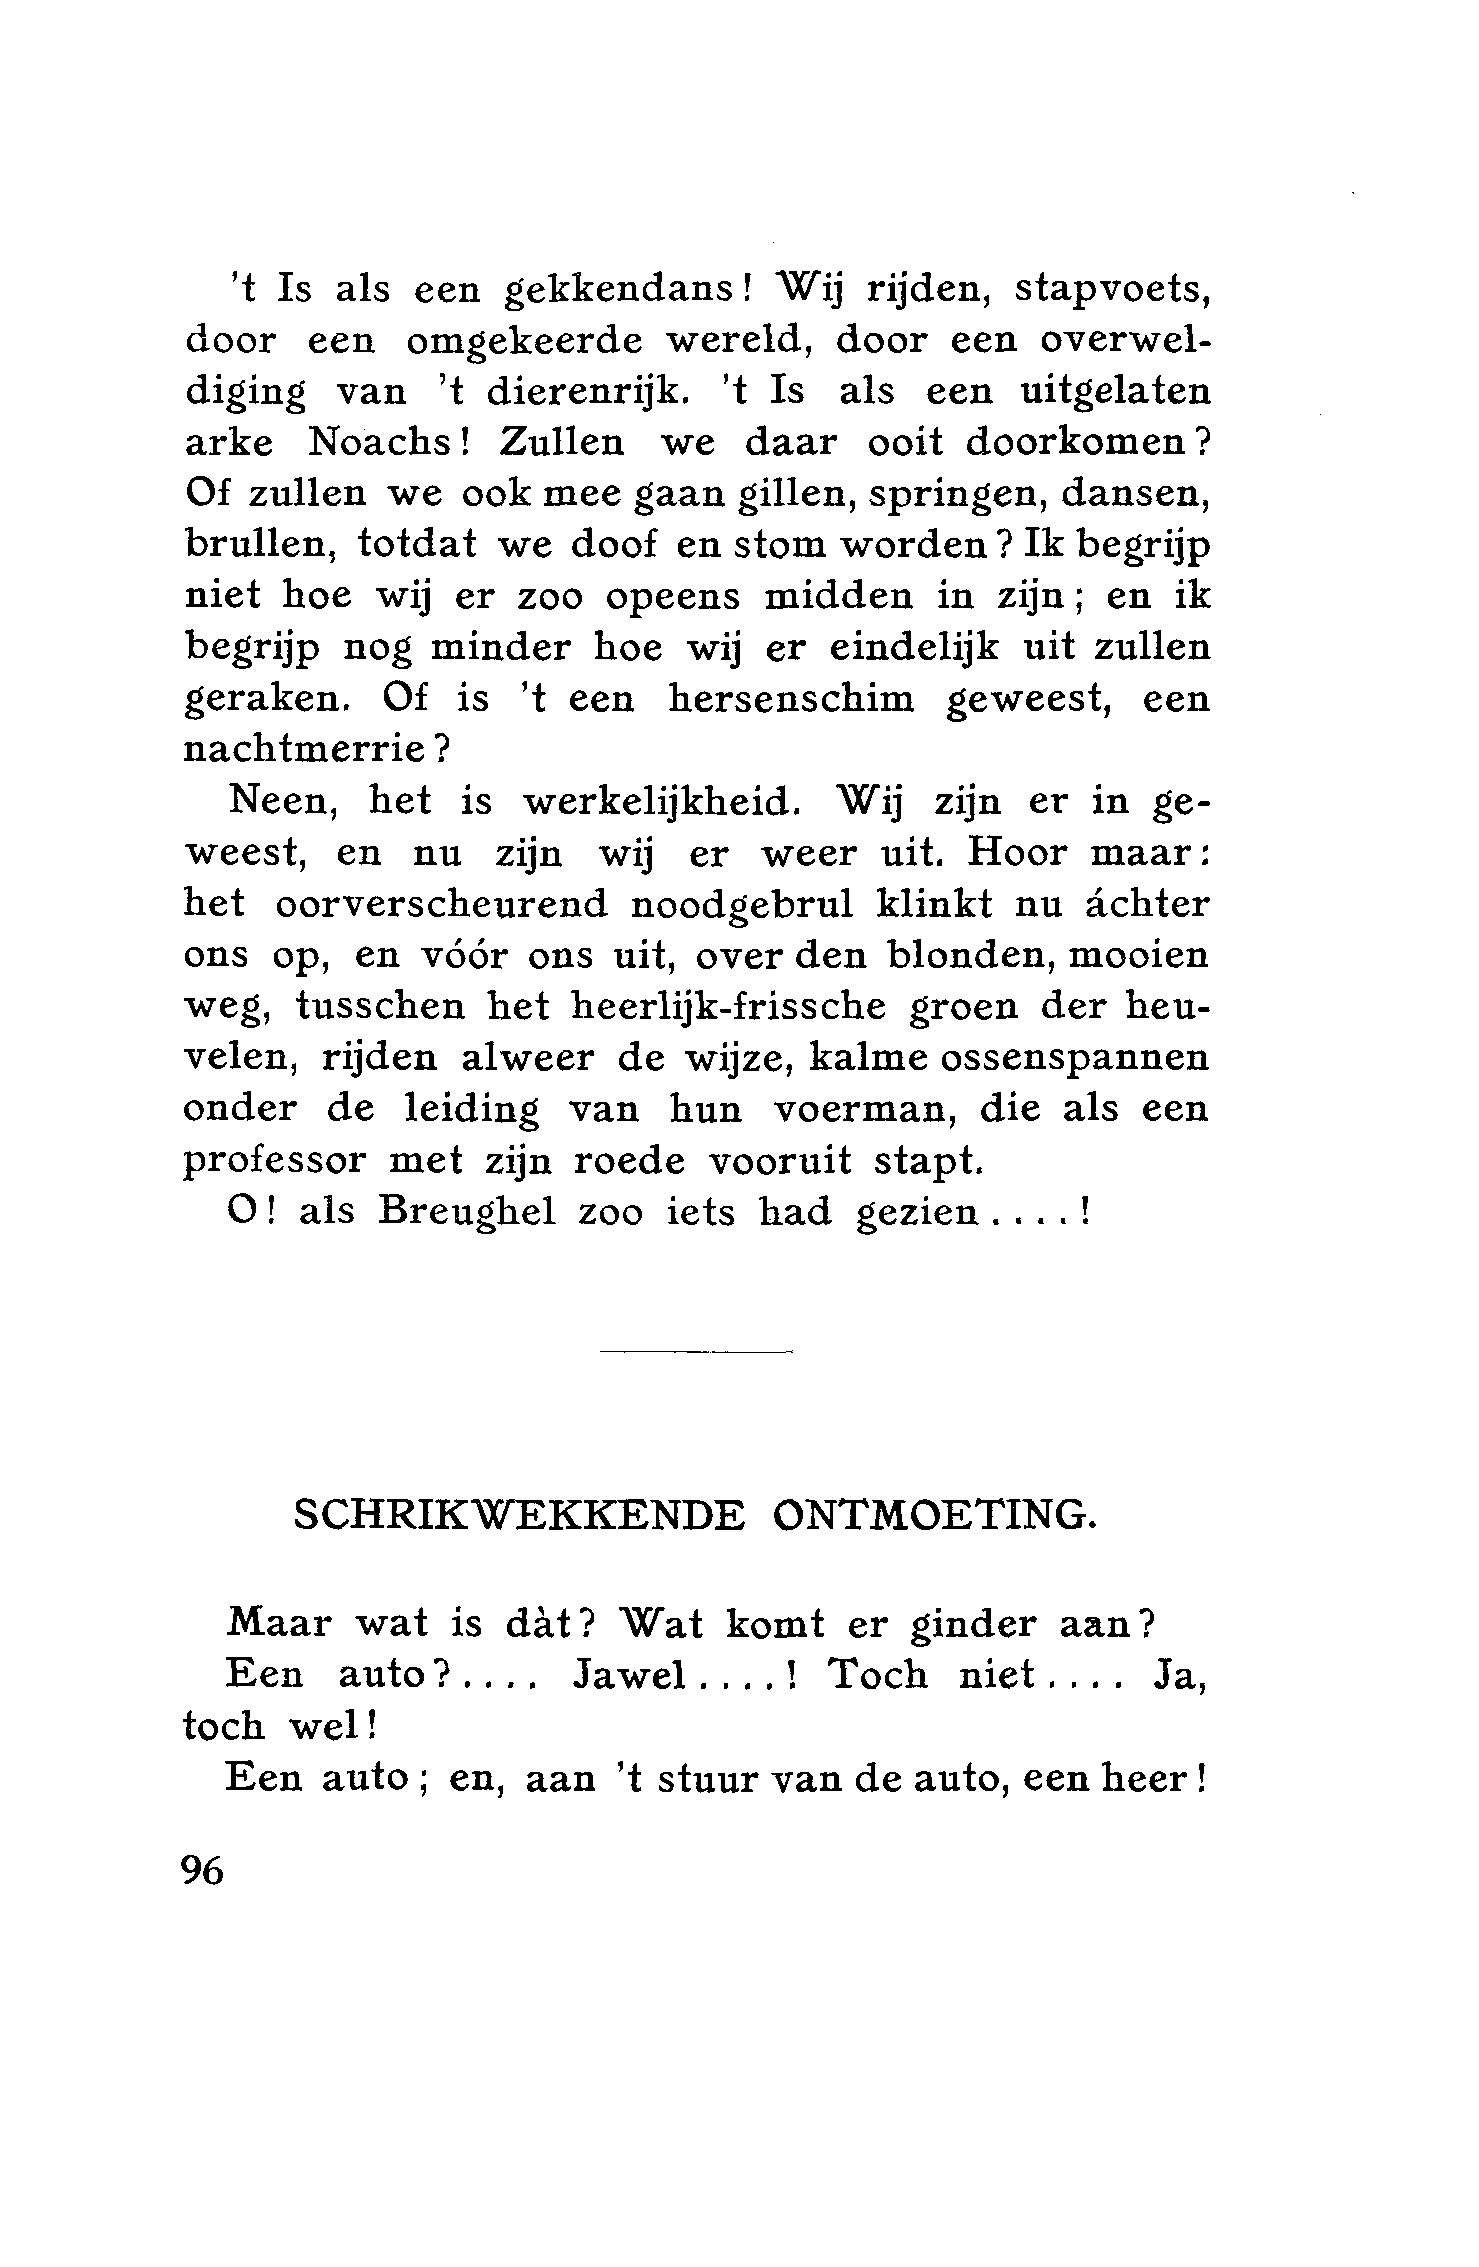 't Is als een gekkendans! Wij rijden, stapvoets,
door een omgekeerde wereld, door een overwel-
diging van 't dierenrijk. 't Is als een uitgelaten
arke Noachs! Zullen we daar ooit doorkomen?
Of zullen we ook mee gaan gillen, springen, dansen,
brullen, totdat we doof en stom worden? Ik begrijp
niet hoe wij er zoo opeens midden in zijn; en ik
begrijp nog minder hoe wij er eindelijk uit zullen
geraken. Of is 't een hersenschim geweest, een
nachtmerrie?
Neen, het is werkelijkheid. Wij zijn er in ge-
weest, en nu zijn wij er weer uit. Hoor maar:
het oorverscheurend noodgebrul klinkt nu áchter
ons op, en vóór ons uit, over den blonden, mooien
weg, tusschen het heerlijk-frissche groen der heu-
velen, rijden alweer de wijze, kalme ossenspannen
onder de leiding van hun voerman, die als een
professor met zijn roede vooruit stapt.
O! als Breughel zoo iets had gezien....!
SCHRIKWEKKENDE ONTMOETING.
Maar wat is dàt? Wat komt er ginder aan?
Een auto?.... Jawel....! Toch niet.... Ja,
toch wel!
Een auto; en, aan 't stuur van de auto, een heer!
96